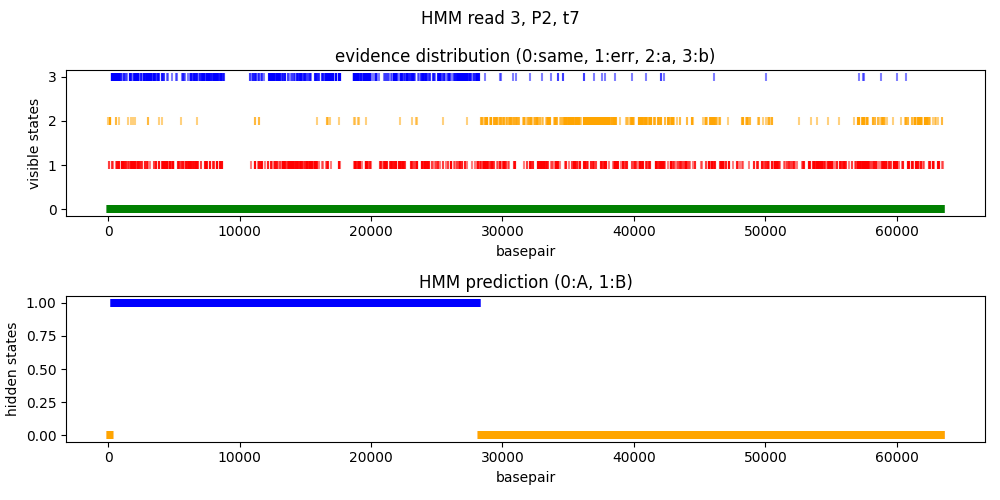 HMM read 3, P2, t7
evidence distribution (0:same, 1:err, 2:a, 3:b)
visible states
3
2
1
0
0 10000 20000 30000 40000 50000 60000
basepair
HMM prediction (0:A, 1:B)
hidden states
1.00
0.75
0.50
0.25
0.00
0 10000 20000 30000 40000 50000 60000
basepair